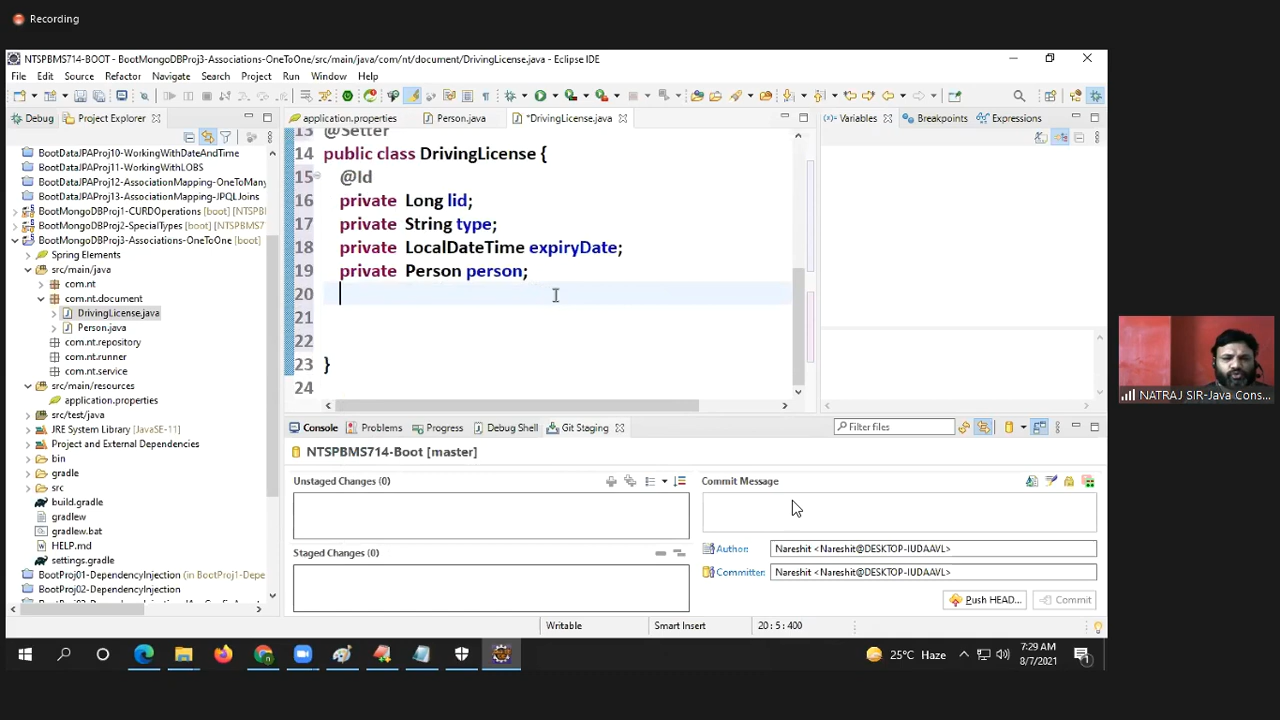 Recording
NTSPBMS714-BOOT - BootMongoDBProj3-Associations-OneToOne/src/main/java/com/nt/document/DrivingLicense.java - Eclipse IDE
File Edit Source Refactor Navigate Search Project Run Window Help
Debug Project Explorer
application.properties Person.java *DrivingLicense.java
Variables Breakpoints Expressions
BootDataJPAProj10-WorkingWithDateAndTime
BootDataJPAProj11-WorkingWithLOBS
BootDataJPAProj12-AssociationMapping-OneToMany
BootDataJPAProj13-AssociationMapping-JPQLJoins
BootMongoDBProj1-CURDOperations [boot] [NTSPB
BootMongoDBProj2-SpecialTypes [boot] [NTSPBMS7
BootMongoDBProj3-Associations-OneToOne [boot]
Spring Elements
src/main/java
com.nt
com.nt.document
DrivingLicense.java
Person.java
com.nt.repository
com.nt.runner
com.nt.service
src/main/resources
application.properties
src/test/java
JRE System Library [JavaSE-11]
Project and External Dependencies
bin
gradle
src
build.gradle
gradlew
gradlew.bat
HELP.md
settings.gradle
BootProj01-DependencyInjection (in BootProj1-Depe
BootProj02-DependencyInjection
13 @Setter
14 public class DrivingLicense {
15 @Id
16 private Long lid;
17 private String type;
18 private LocalDateTime expiryDate;
19 private Person person;
20
21
22
23 }
24
Console Problems Progress Debug Shell Git Staging
Filter files
NTSPBMS714-Boot [master]
Unstaged Changes (0)
Commit Message
Staged Changes (0)
Author: Nareshit <Nareshit@DESKTOP-IUDAAVL>
Committer: Nareshit <Nareshit@DESKTOP-IUDAAVL>
Push HEAD... Commit
Writable Smart Insert 20 : 5 : 400
25°C Haze
7:29 AM
8/7/2021
1
NATRAJ SIR-Java Cons...